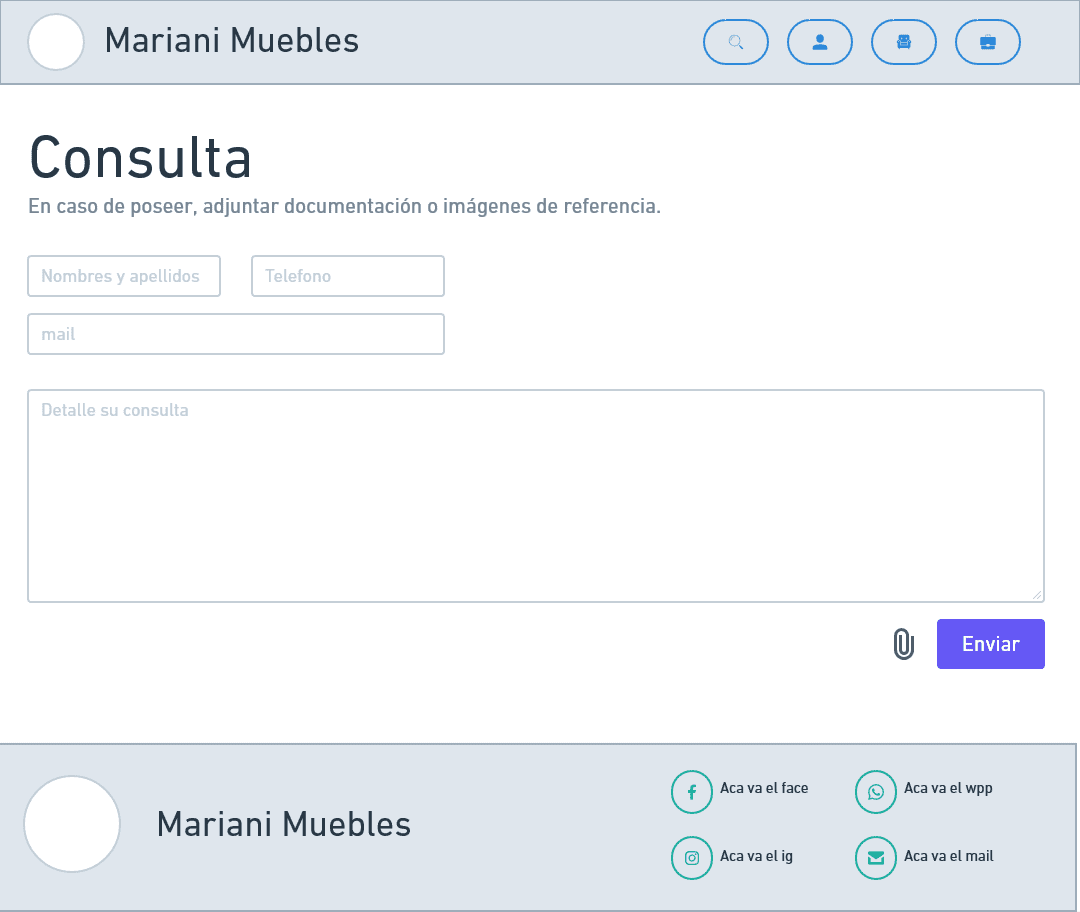 Mariani Muebles
Consulta
En caso de poseer, adjuntar documentación o imágenes de referencia.
Nombres y apellidos
Telefono
mail
Detalle su consulta
Enviar
Mariani Muebles
Aca va el face
Aca va el wpp
Aca va el ig
Aca va el mail